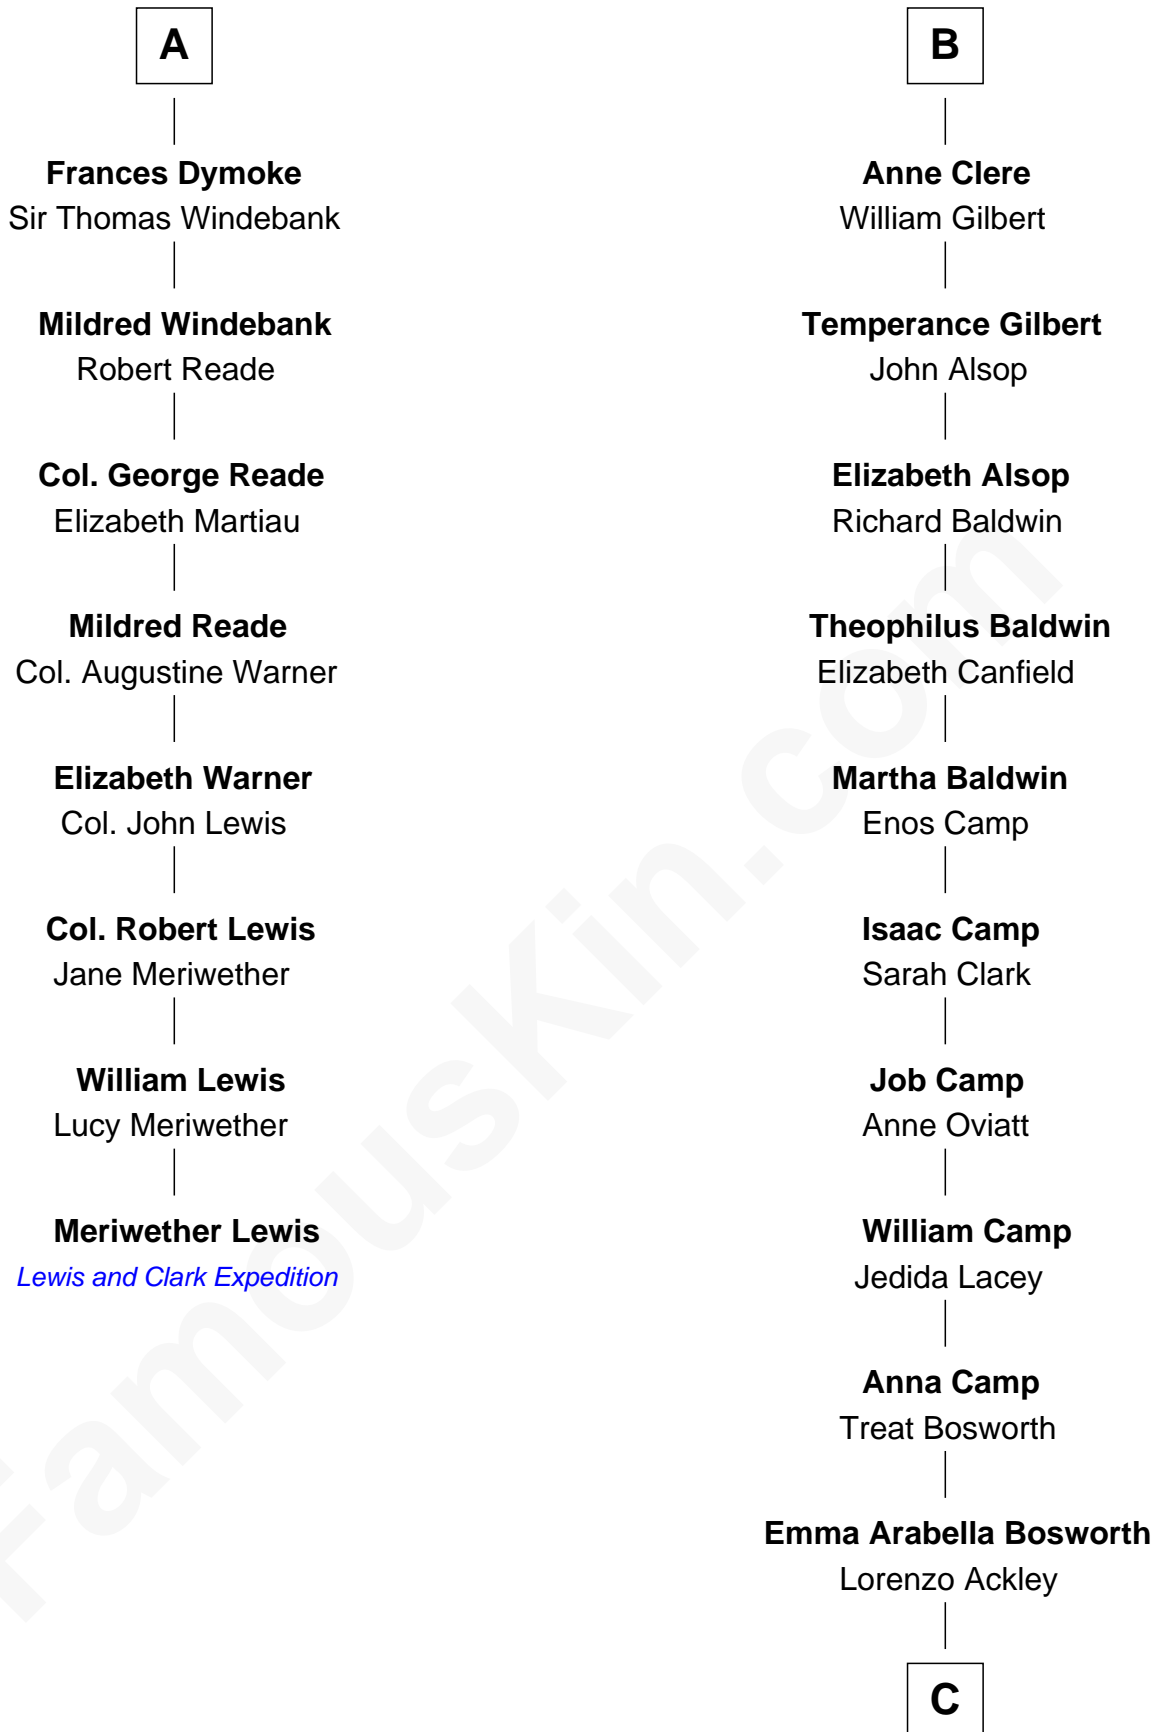 A
Frances Dymoke
Sir Thomas Windebank
Mildred Windebank
Robert Reade
Col. George Reade
Elizabeth Martiau
Mildred Reade
Col. Augustine Warner
Elizabeth Warner
Col. John Lewis
Col. Robert Lewis
Jane Meriwether
William Lewis
Lucy Meriwether
Meriwether Lewis
Lewis and Clark Expedition
B
Anne Clere
William Gilbert
Temperance Gilbert
John Alsop
Elizabeth Alsop
Richard Baldwin
Theophilus Baldwin
Elizabeth Canfield
Martha Baldwin
Enos Camp
Isaac Camp
Sarah Clark
Job Camp
Anne Oviatt
William Camp
Jedida Lacey
Anna Camp
Treat Bosworth
Emma Arabella Bosworth
Lorenzo Ackley
C
FamousKin.com